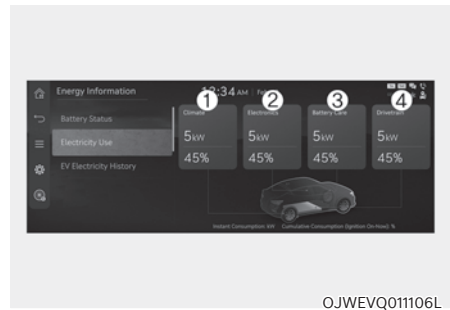 Energy Information
12:34 AM
1 2 3 4
Battery Status
Electricity Use
EV Electricity History
Climate Electronics Battery Care Drivetrain
5kW 5kW 5kW 5kW
45% 45% 45% 45%
Instant Consumption: kW Cumulative Consumption (Ignition On-Now): %
OJWEVQ011106L